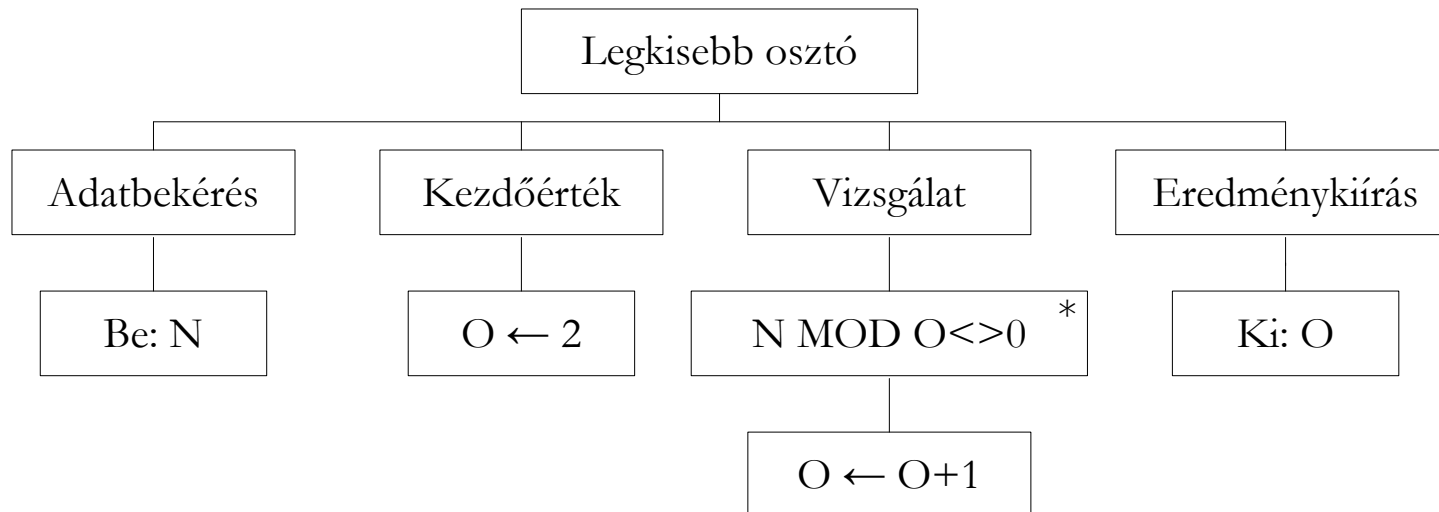 Legkisebb osztó
Adatbekérés
Kezdőérték
Vizsgálat
Eredménykiírás
Be: N
O ← 2
N MOD O<>0 *
Ki: O
O ← O+1